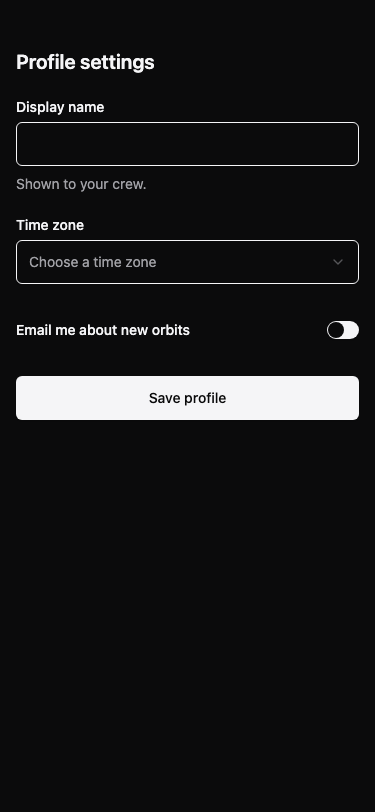 Profile settings
Display name
Shown to your crew.
Time zone
Choose a time zone
Email me about new orbits
Save profile